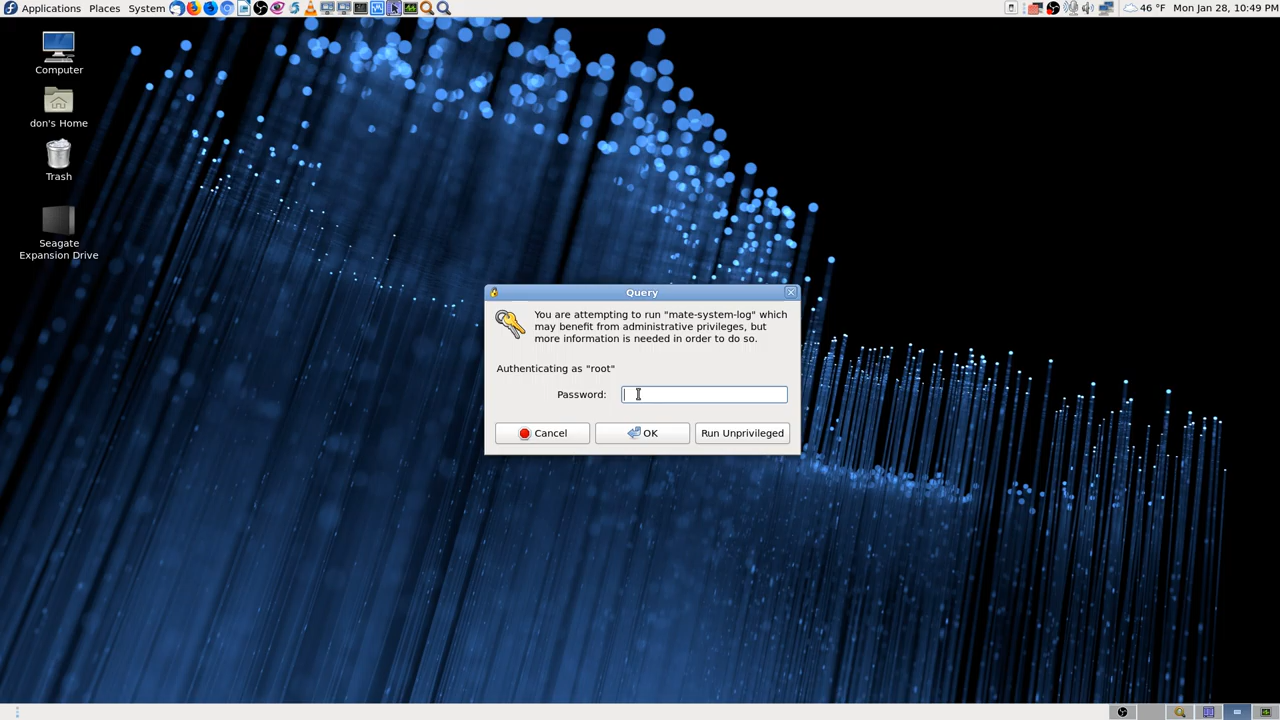 Applications Places System 46 °F Mon Jan 28, 10:49 PM
Computer
don's Home
Trash
Seagate
Expansion Drive
Query
You are attempting to run "mate-system-log" which
may benefit from administrative privileges, but
more information is needed in order to do so.
Authenticating as "root"
Password:
Cancel OK Run Unprivileged